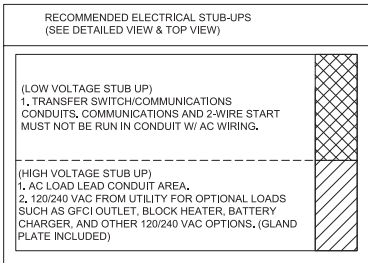 RECOMMENDED ELECTRICAL STUB-UPS
(SEE DETAILED VIEW & TOP VIEW)
(LOW VOLTAGE STUB UP)
1. TRANSFER SWITCH/COMMUNICATIONS
CONDUITS. COMMUNICATIONS AND 2-WIRE START
MUST NOT BE RUN IN CONDUIT W/ AC WIRING.
(HIGH VOLTAGE STUB UP)
1. AC LOAD LEAD CONDUIT AREA.
2. 120/240 VAC FROM UTILITY FOR OPTIONAL LOADS
SUCH AS GFCI OUTLET, BLOCK HEATER, BATTERY
CHARGER, AND OTHER 120/240 VAC OPTIONS. (GLAND
PLATE INCLUDED)